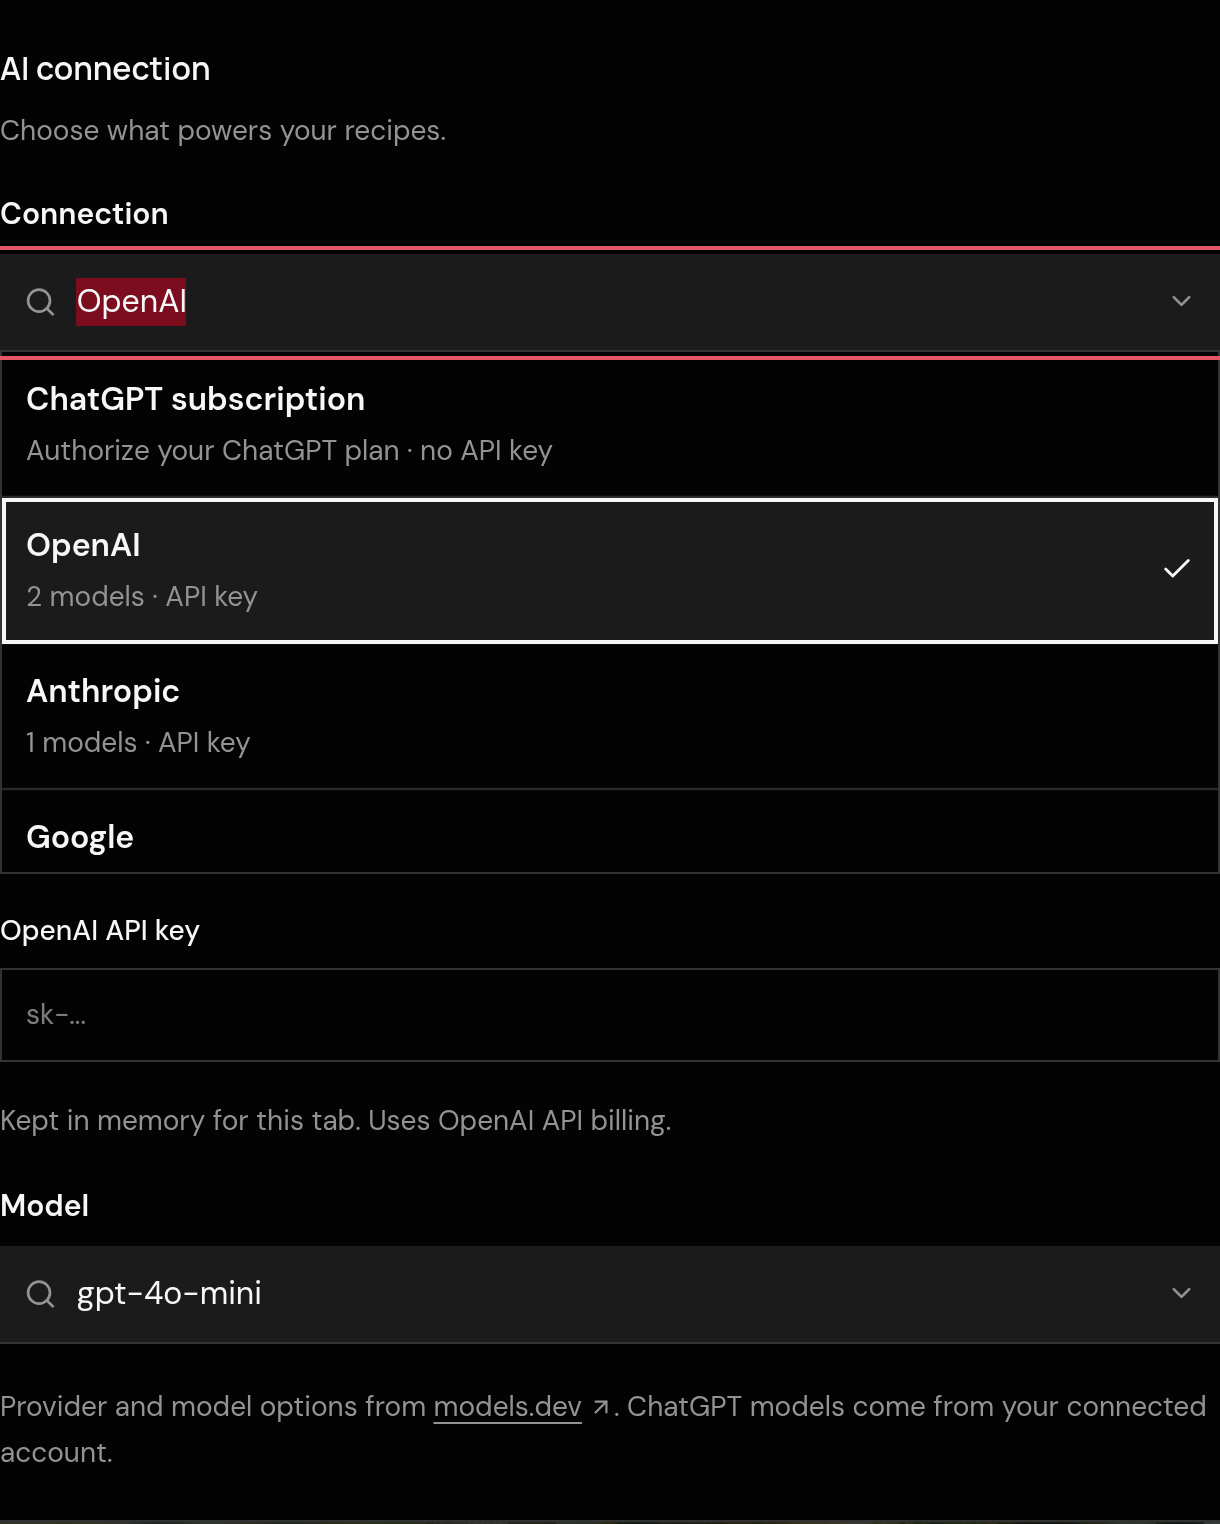 AI connection
Choose what powers your recipes.
Connection
OpenAI
ChatGPT subscription
Authorize your ChatGPT plan · no API key
OpenAI
2 models · API key
Anthropic
1 models · API key
Google
OpenAI API key
sk-...
Kept in memory for this tab. Uses OpenAI API billing.
Model
gpt-4o-mini
Provider and model options from models.dev ↗. ChatGPT models come from your connected
account.